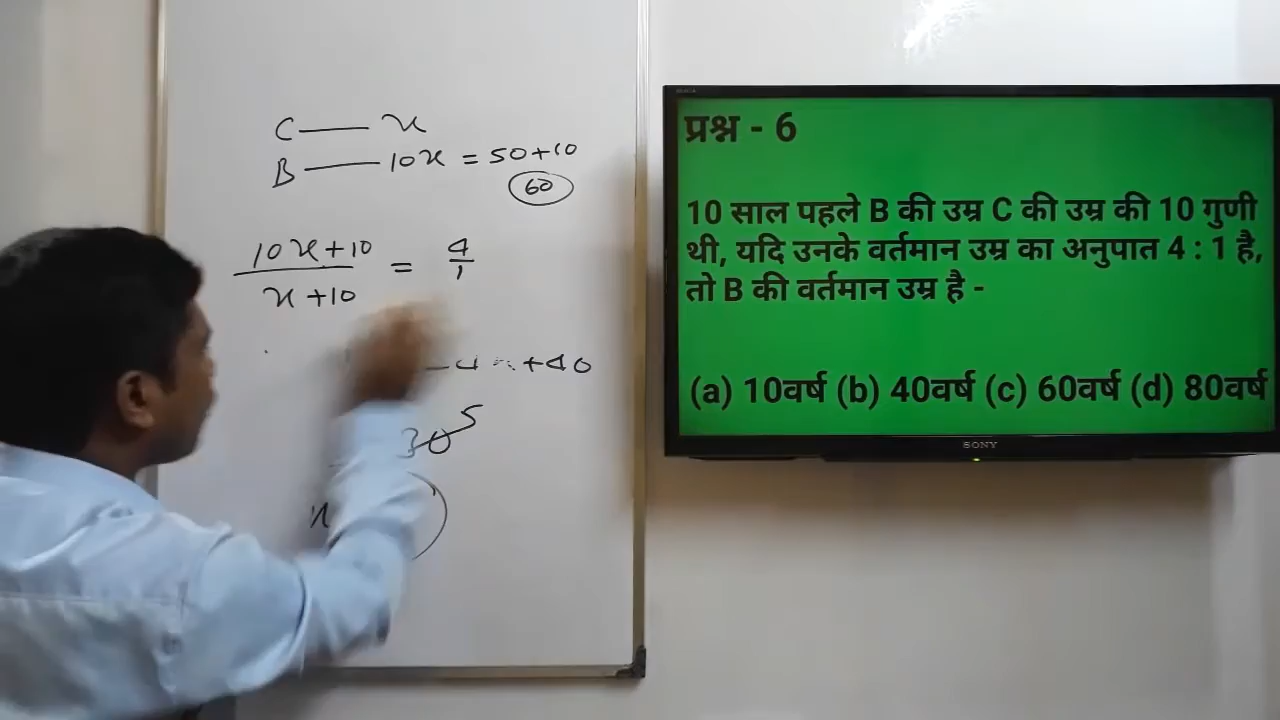 C — x
B — 10x = 50+10
60
10x+10 / x+10 = 4/1
+40
30 5
x
प्रश्न - 6
10 साल पहले B की उम्र C की उम्र की 10 गुणी
थी, यदि उनके वर्तमान उम्र का अनुपात 4 : 1 है,
तो B की वर्तमान उम्र है -
(a) 10वर्ष (b) 40वर्ष (c) 60वर्ष (d) 80वर्ष
SONY